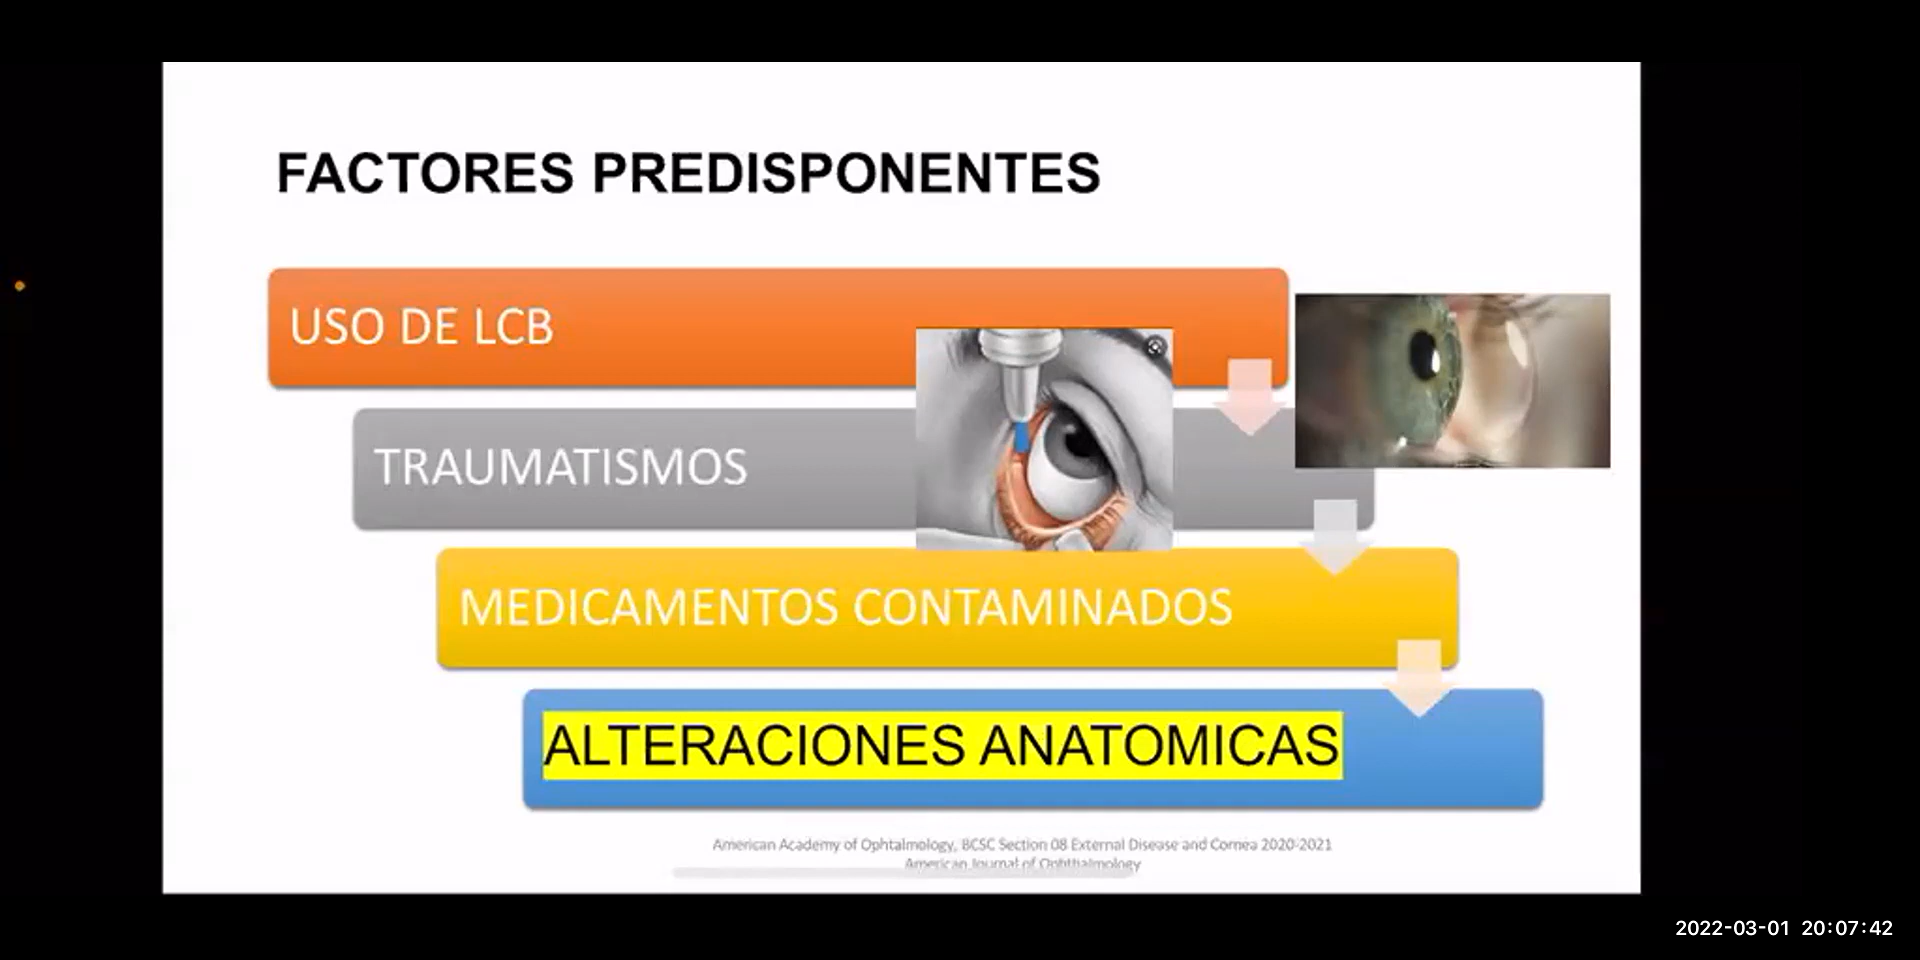 FACTORES PREDISPONENTES
USO DE LCB
TRAUMATISMOS
MEDICAMENTOS CONTAMINADOS
ALTERACIONES ANATOMICAS
American Academy of Ophtalmology, BCSC Section 08 External Disease and Cornea 2020-2021
American Journal of Ophthalmology
2022-03-01 20:07:42